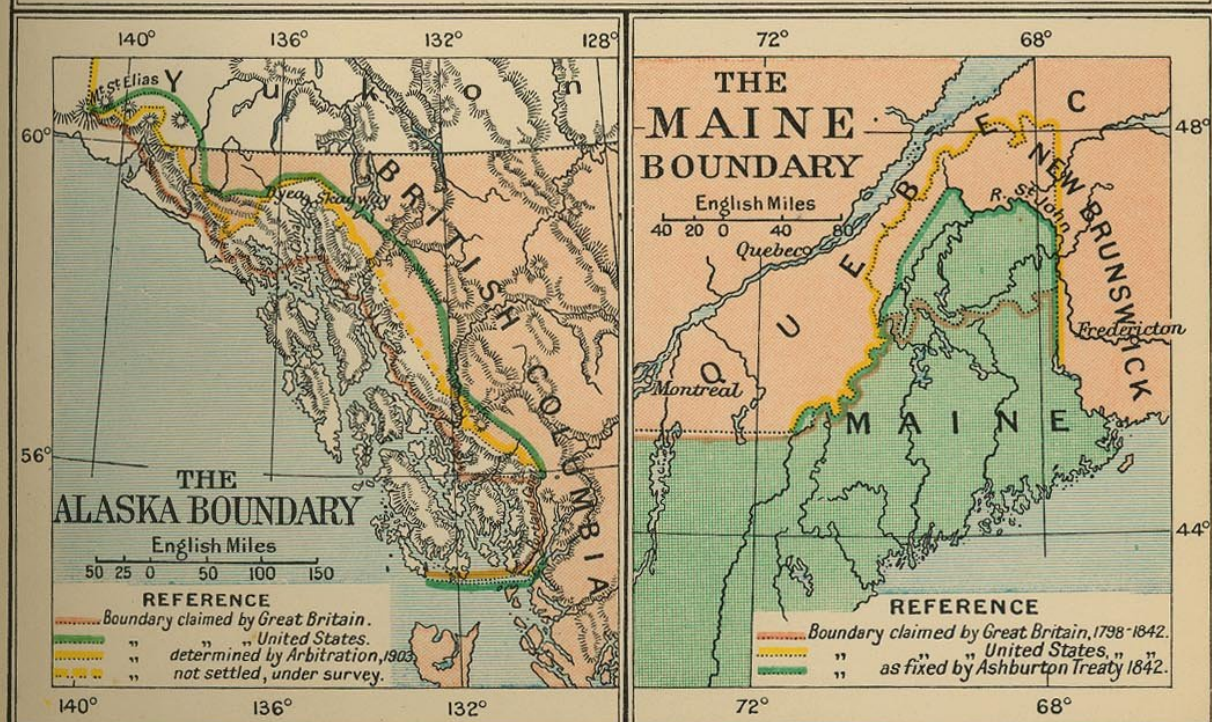 140° 136° 132° 128°
Mt St Elias
Yukon
60°
Dyea Skagway
BRITISH COLUMBIA
56°
THE
ALASKA BOUNDARY
English Miles
50 25 0 50 100 150
REFERENCE
Boundary claimed by Great Britain.
„ „ „ United States.
„ determined by Arbitration, 1903
„ not settled, under survey.
140° 136° 132°
72° 68°
THE
MAINE
BOUNDARY
English Miles
40 20 0 40 80
48°
QUEBEC
NEW BRUNSWICK
R. St. John
Quebec
Fredericton
Montreal
MAINE
44°
REFERENCE
Boundary claimed by Great Britain, 1798-1842.
„ „ „ United States, „ „
„ as fixed by Ashburton Treaty 1842.
72° 68°